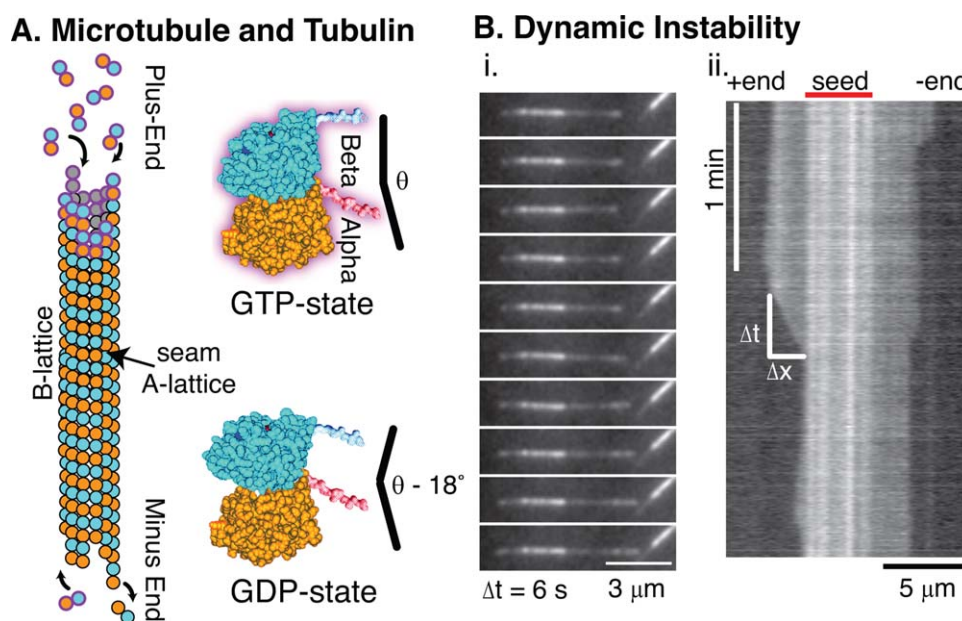 A. Microtubule and Tubulin
Plus-End
B-lattice
seam
A-lattice
Minus End
Beta
Alpha
θ
GTP-state
θ - 18°
GDP-state
B. Dynamic Instability
i.
Δt = 6 s
3 μm
ii.
+end
seed
-end
1 min
Δt
Δx
5 μm